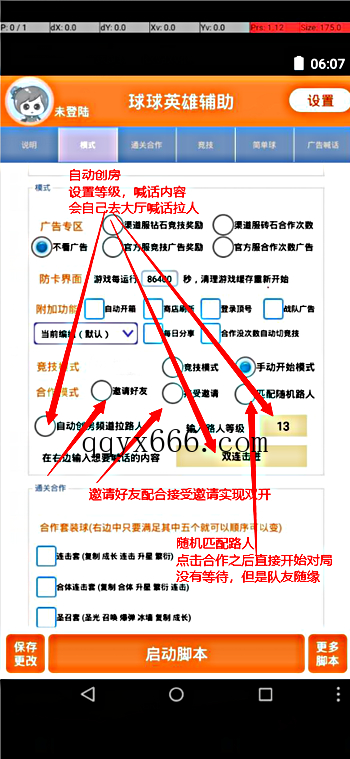 P: 0 / 1 dX: 0.0 dY: 0.0 Xv: 0.0 Yv: 0.0 Prs: 1.12 Size: 175.0
06:07
未登陆 球球英雄辅助 设置
说明 模式 通关合作 竞技 简单球 广告喊话
自动创房
设置等级，喊话内容
会自己去大厅喊话拉人
模式
广告专区 渠道服钻石竞技奖励 渠道服砖石合作次数
不看广告 官方服竞技广告奖励 官方服合作次数广告
防卡界面 游戏每运行 86400 秒，清理游戏缓存重新开始
附加功能 自动开箱 商店刷新 登录顶号 战队广告
当前编辑（默认） 每日分享 合作没次数自动切竞技
竞技模式 竞技模式 手动开始模式
合作模式 邀请好友 接受邀请 匹配随机路人
自动创房频道拉路人 输入路人等级 13
qqyx666.com
在右边输入想要喊话的内容 双连击班
邀请好友配合接受邀请实现双开
通关合作
合作套装球(右边中只要满足其中五个就可以顺序可以变)
随机匹配路人
点击合作之后直接开始对局
没有等待，但是队友随缘
连击套 (复制 成长 连击 升星 繁衍)
合体连击套 (复制 合体 升星 繁衍 连击)
圣召套 (圣光 召唤 爆弹 冰墙 复制 成长)
保存更改 启动脚本 更多脚本